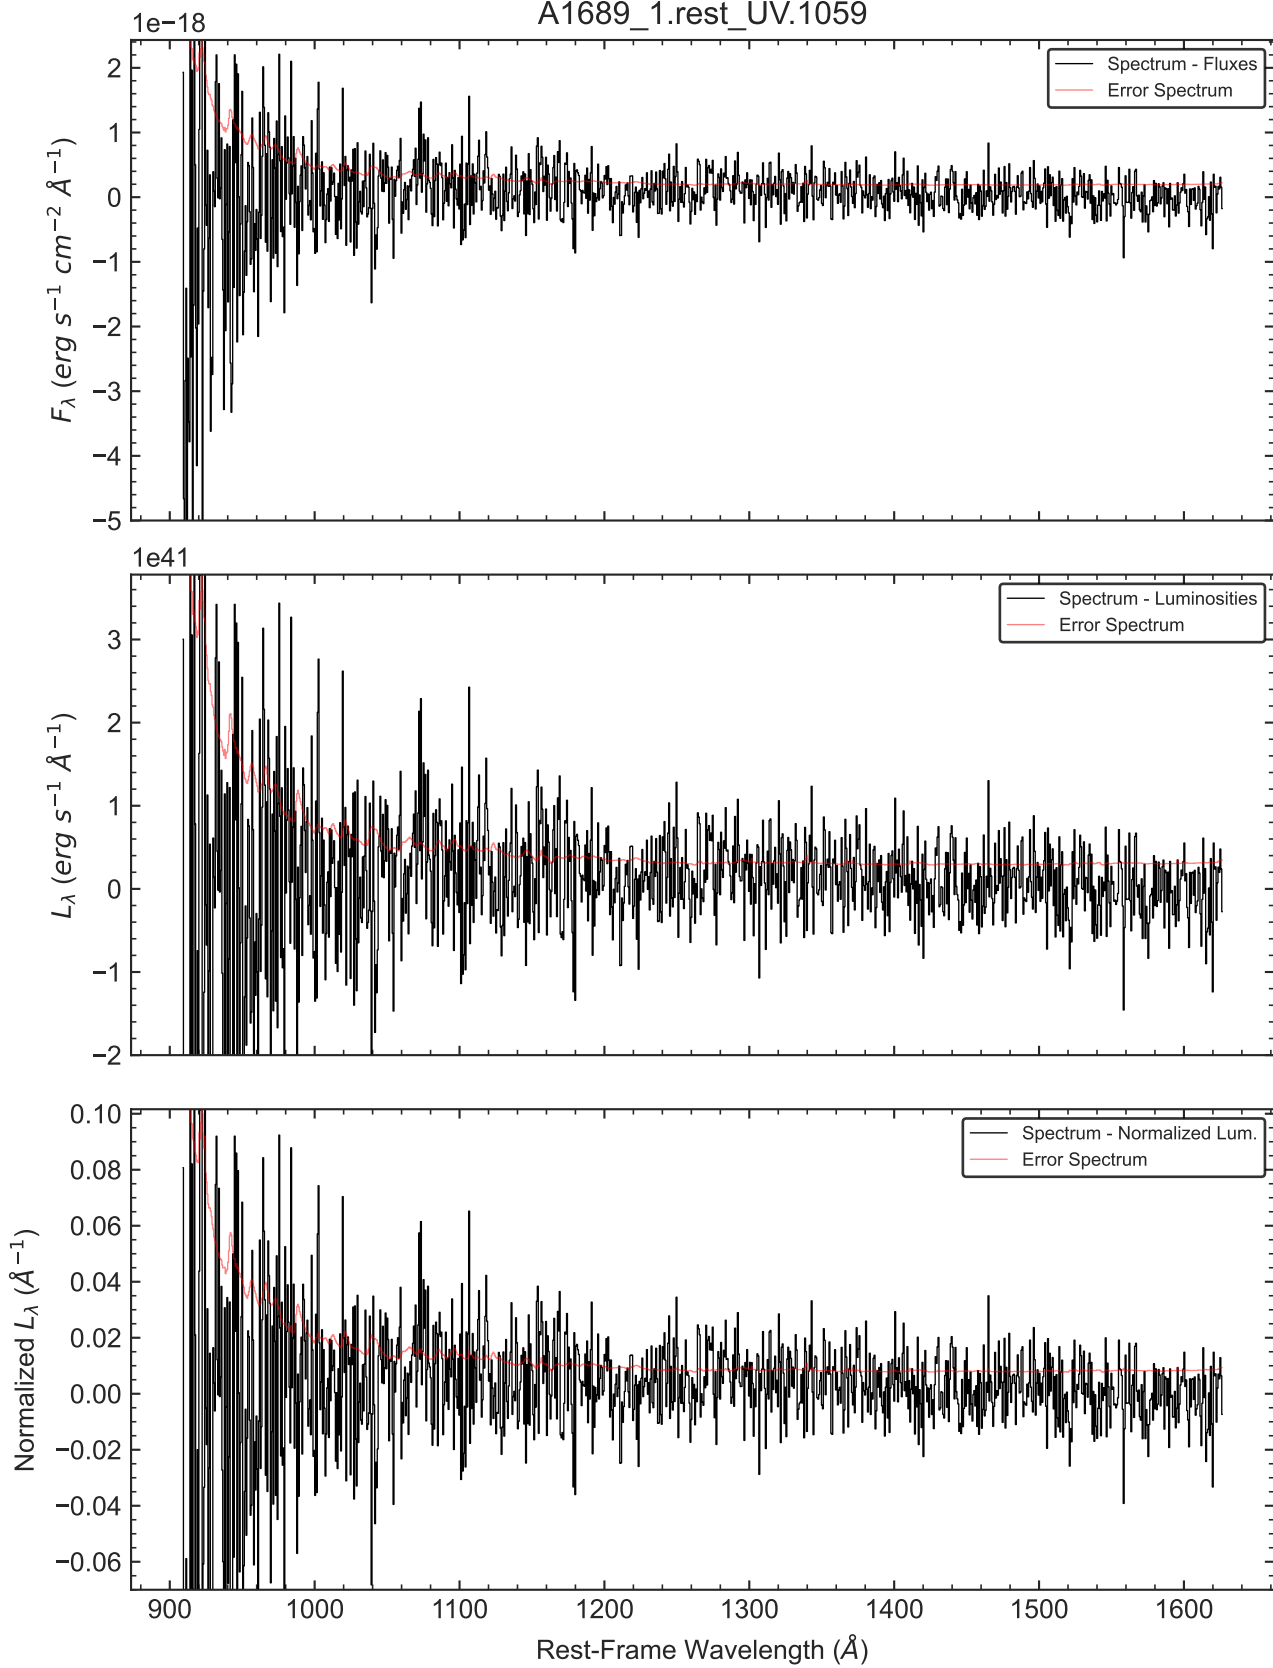 A1689_1.rest_UV.1059
1e−18
Spectrum - Fluxes
Error Spectrum
2
1
0
−1
−2
−3
−4
−5
Fλ (erg s⁻¹ cm⁻² Å⁻¹)
1e41
Spectrum - Luminosities
Error Spectrum
3
2
1
0
−1
−2
Lλ (erg s⁻¹ Å⁻¹)
Spectrum - Normalized Lum.
Error Spectrum
0.10
0.08
0.06
0.04
0.02
0.00
−0.02
−0.04
−0.06
Normalized Lλ (Å⁻¹)
900 1000 1100 1200 1300 1400 1500 1600
Rest-Frame Wavelength (Å)